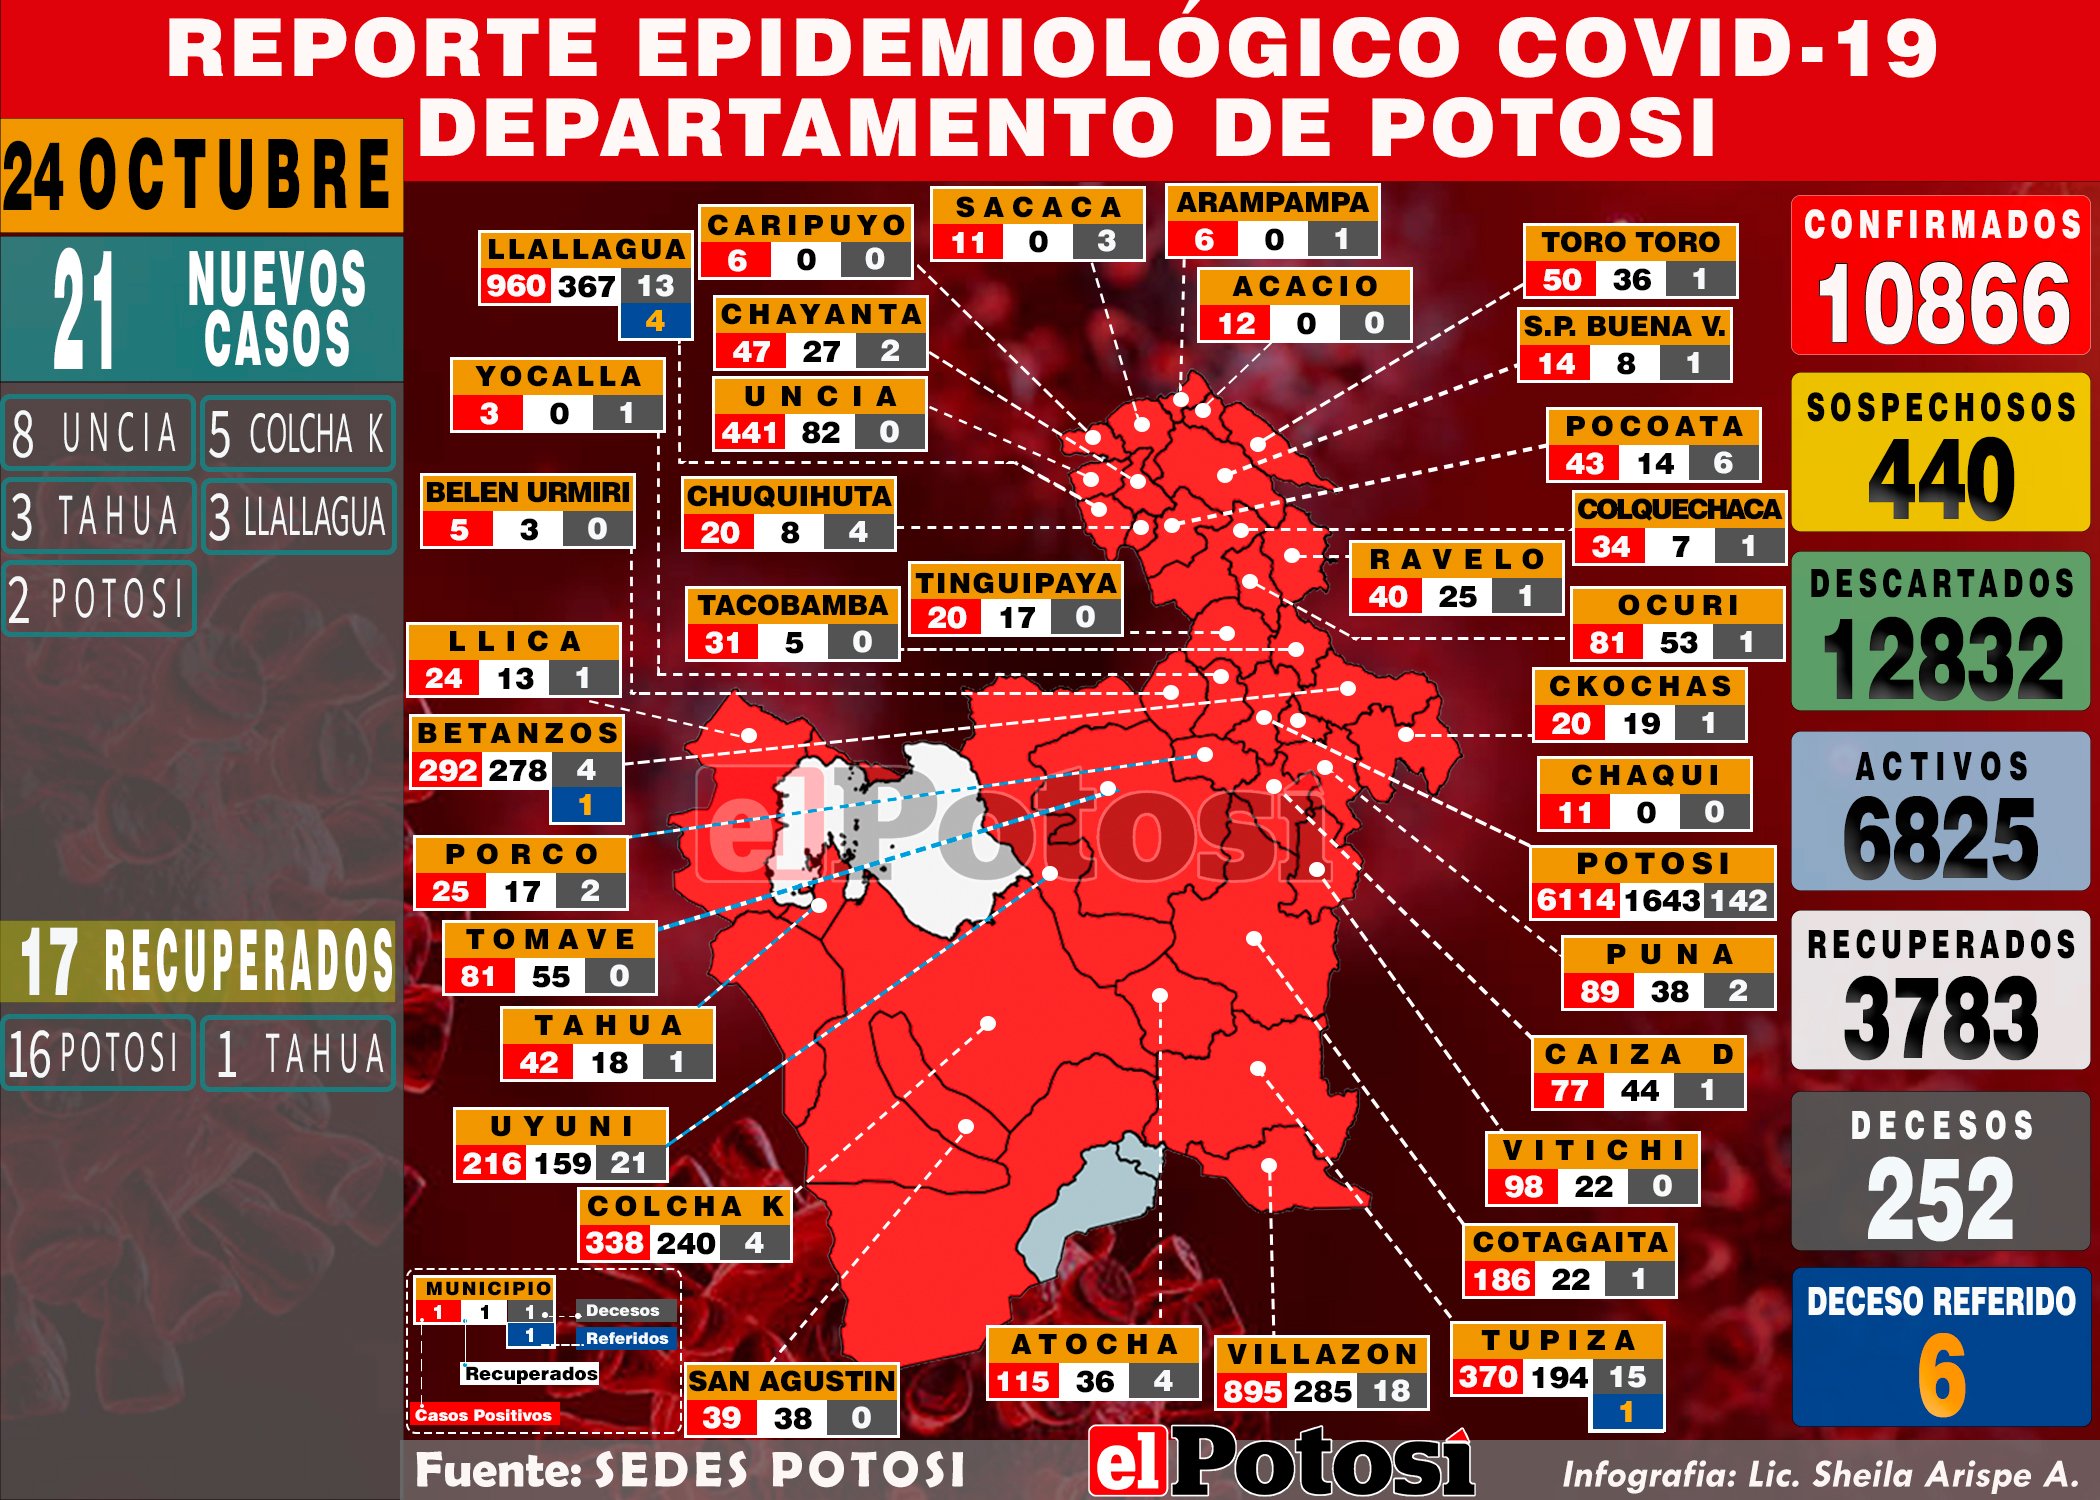 REPORTE EPIDEMIOLÓGICO COVID-19
DEPARTAMENTO DE POTOSI
24 OCTUBRE
21 NUEVOS
CASOS
8 UNCIA
5 COLCHA K
3 TAHUA
3 LLALLAGUA
2 POTOSI
17 RECUPERADOS
16 POTOSI
1 TAHUA
LLALLAGUA
960 367 13
4
CARIPUYO
6 0 0
SACACA
11 0 3
ARAMPAMPA
6 0 1
ACACIO
12 0 0
TORO TORO
50 36 1
CHAYANTA
47 27 2
S.P. BUENA V.
14 8 1
YOCALLA
3 0 1
UNCIA
441 82 0
POCOATA
43 14 6
BELEN URMIRI
5 3 0
CHUQUIHUTA
20 8 4
COLQUECHACA
34 7 1
RAVELO
40 25 1
TINGUIPAYA
20 17 0
TACOBAMBA
31 5 0
OCURI
81 53 1
LLICA
24 13 1
CKOCHAS
20 19 1
BETANZOS
292 278 4
1
CHAQUI
11 0 0
PORCO
25 17 2
POTOSI
6114 1643 142
TOMAVE
81 55 0
PUNA
89 38 2
TAHUA
42 18 1
CAIZA D
77 44 1
UYUNI
216 159 21
VITICHI
98 22 0
COLCHA K
338 240 4
COTAGAITA
186 22 1
SAN AGUSTIN
39 38 0
ATOCHA
115 36 4
VILLAZON
895 285 18
TUPIZA
370 194 15
1
el Potosí
MUNICIPIO
1 1 1 Decesos
1 Referidos
Recuperados
Casos Positivos
CONFIRMADOS
10866
SOSPECHOSOS
440
DESCARTADOS
12832
ACTIVOS
6825
RECUPERADOS
3783
DECESOS
252
DECESO REFERIDO
6
Fuente: SEDES POTOSI
el Potosí
Infografia: Lic. Sheila Arispe A.